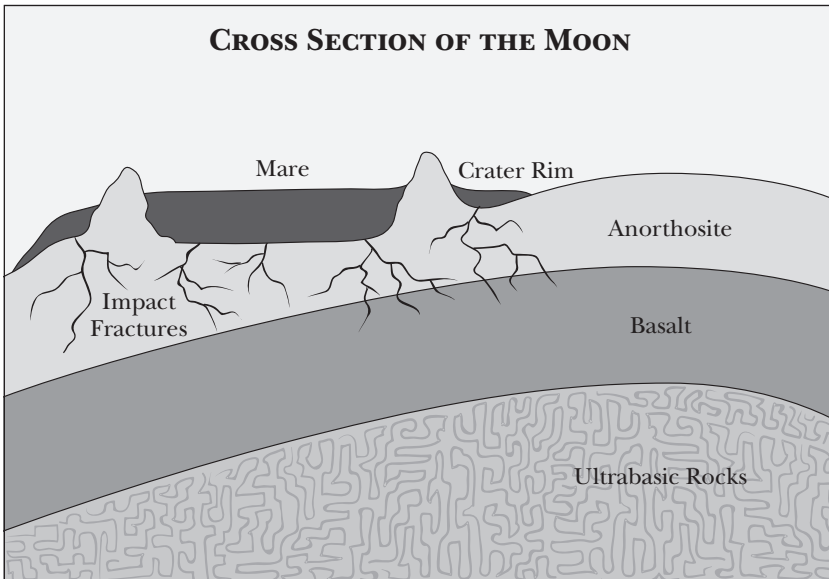 CROSS SECTION OF THE MOON
Mare
Crater Rim
Anorthosite
Impact
Fractures
Basalt
Ultrabasic Rocks